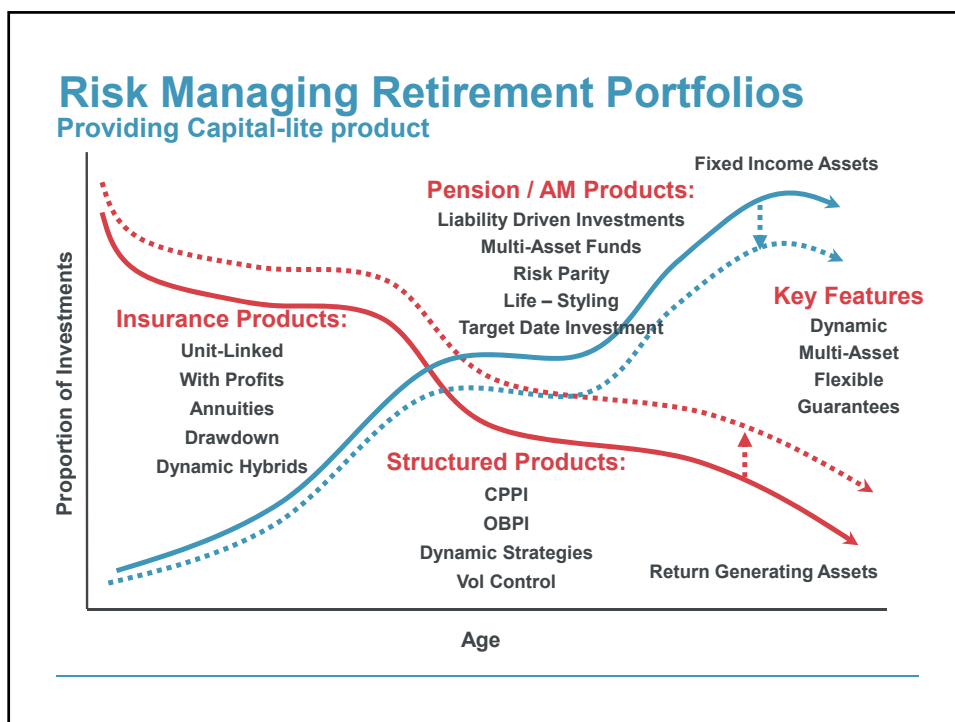 Risk Managing Retirement Portfolios
Providing Capital-lite product
Fixed Income Assets
Pension / AM Products:
Liability Driven Investments
Multi-Asset Funds
Risk Parity
Life – Styling
Target Date Investment
Key Features
Dynamic
Multi-Asset
Flexible
Guarantees
Insurance Products:
Unit-Linked
With Profits
Annuities
Drawdown
Dynamic Hybrids
Structured Products:
CPPI
OBPI
Dynamic Strategies
Vol Control
Return Generating Assets
Proportion of Investments
Age